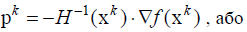 p^k = −H^{−1}(x^k)·∇f(x^k) , або